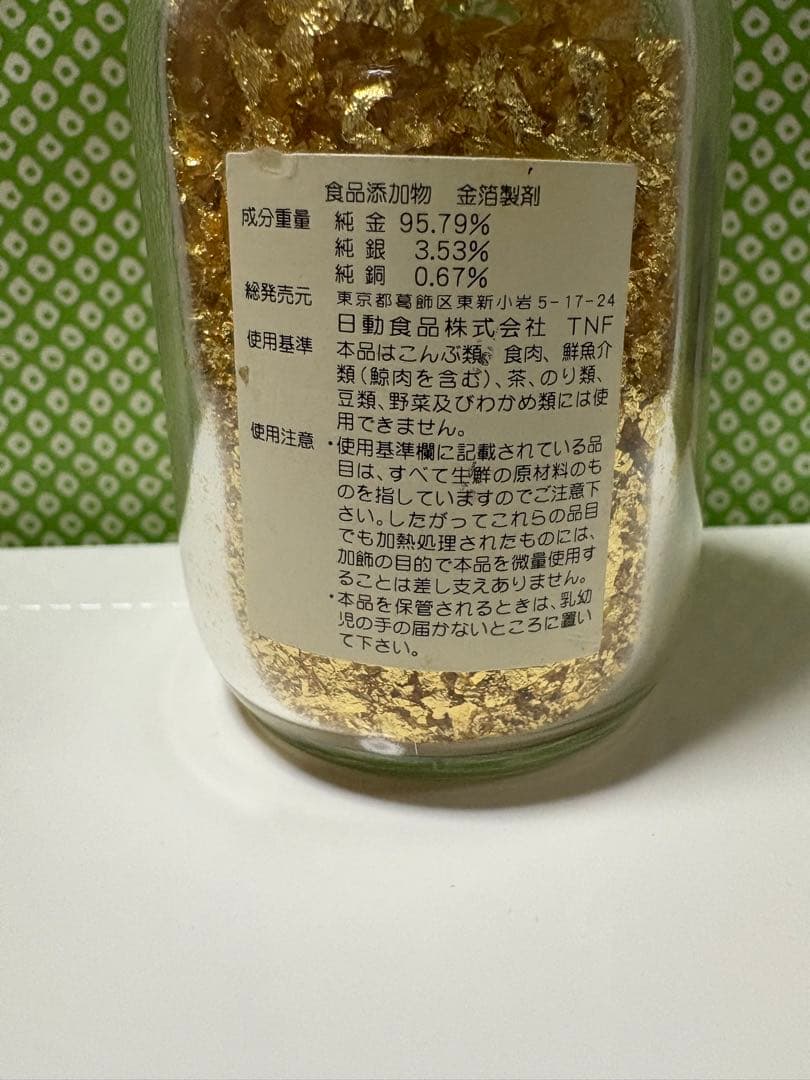 食品添加物 金箔製剤
成分重量 純金 95.79%
純銀 3.53%
純銅 0.67%
総発売元 東京都葛飾区東新小岩5-17-24
日動食品株式会社 TNF
使用基準 本品はこんぶ類、食肉、鮮魚介
類(鯨肉を含む)、茶、のり類、
豆類、野菜及びわかめ類には使
用できません。
使用注意 ・使用基準欄に記載されている品
目は、すべて生鮮の原材料のも
のを指していますのでご注意下
さい。したがってこれらの品目
でも加熱処理されたものには、
加飾の目的で本品を微量使用す
ることは差し支えありません。
・本品を保管されるときは、乳幼
児の手の届かないところに置い
て下さい。